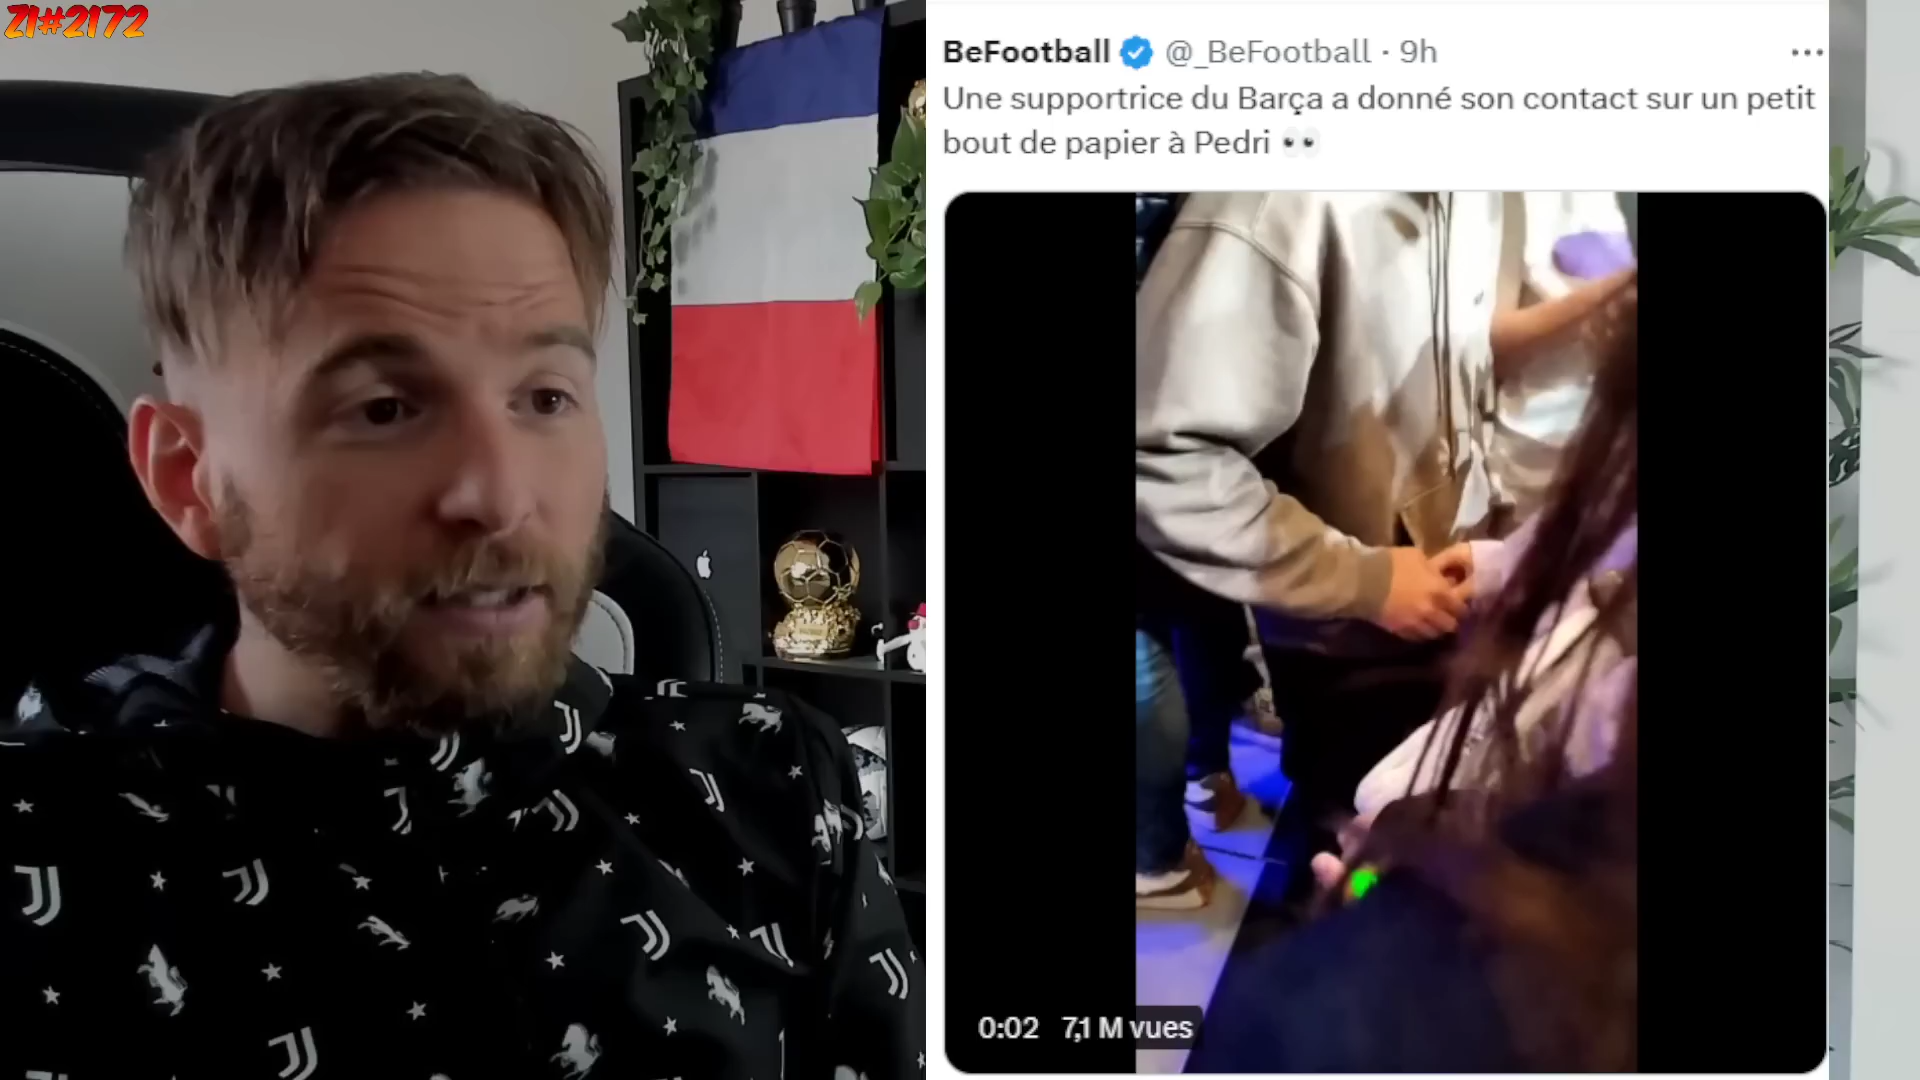 ZI#2172
BeFootball @_BeFootball · 9h
Une supportrice du Barça a donné son contact sur un petit
bout de papier à Pedri 👀
0:02 7,1 M vues